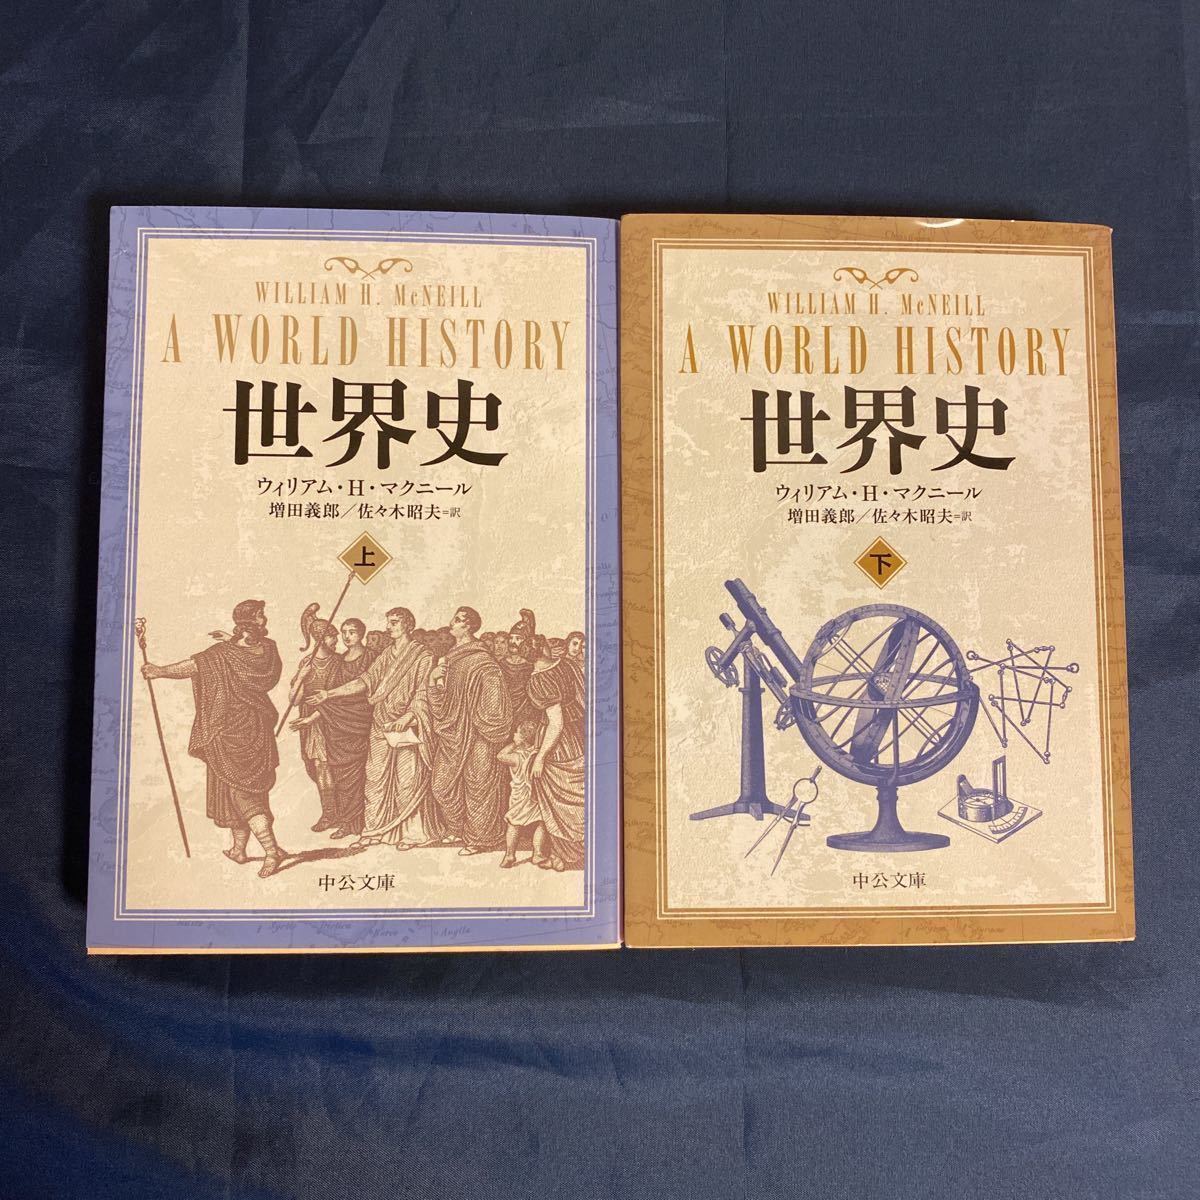 WILLIAM H. McNEILL
A WORLD HISTORY
世界史
ウィリアム・H・マクニール
増田義郎／佐々木昭夫=訳
上
中公文庫
WILLIAM H. McNEILL
A WORLD HISTORY
世界史
ウィリアム・H・マクニール
増田義郎／佐々木昭夫=訳
下
中公文庫